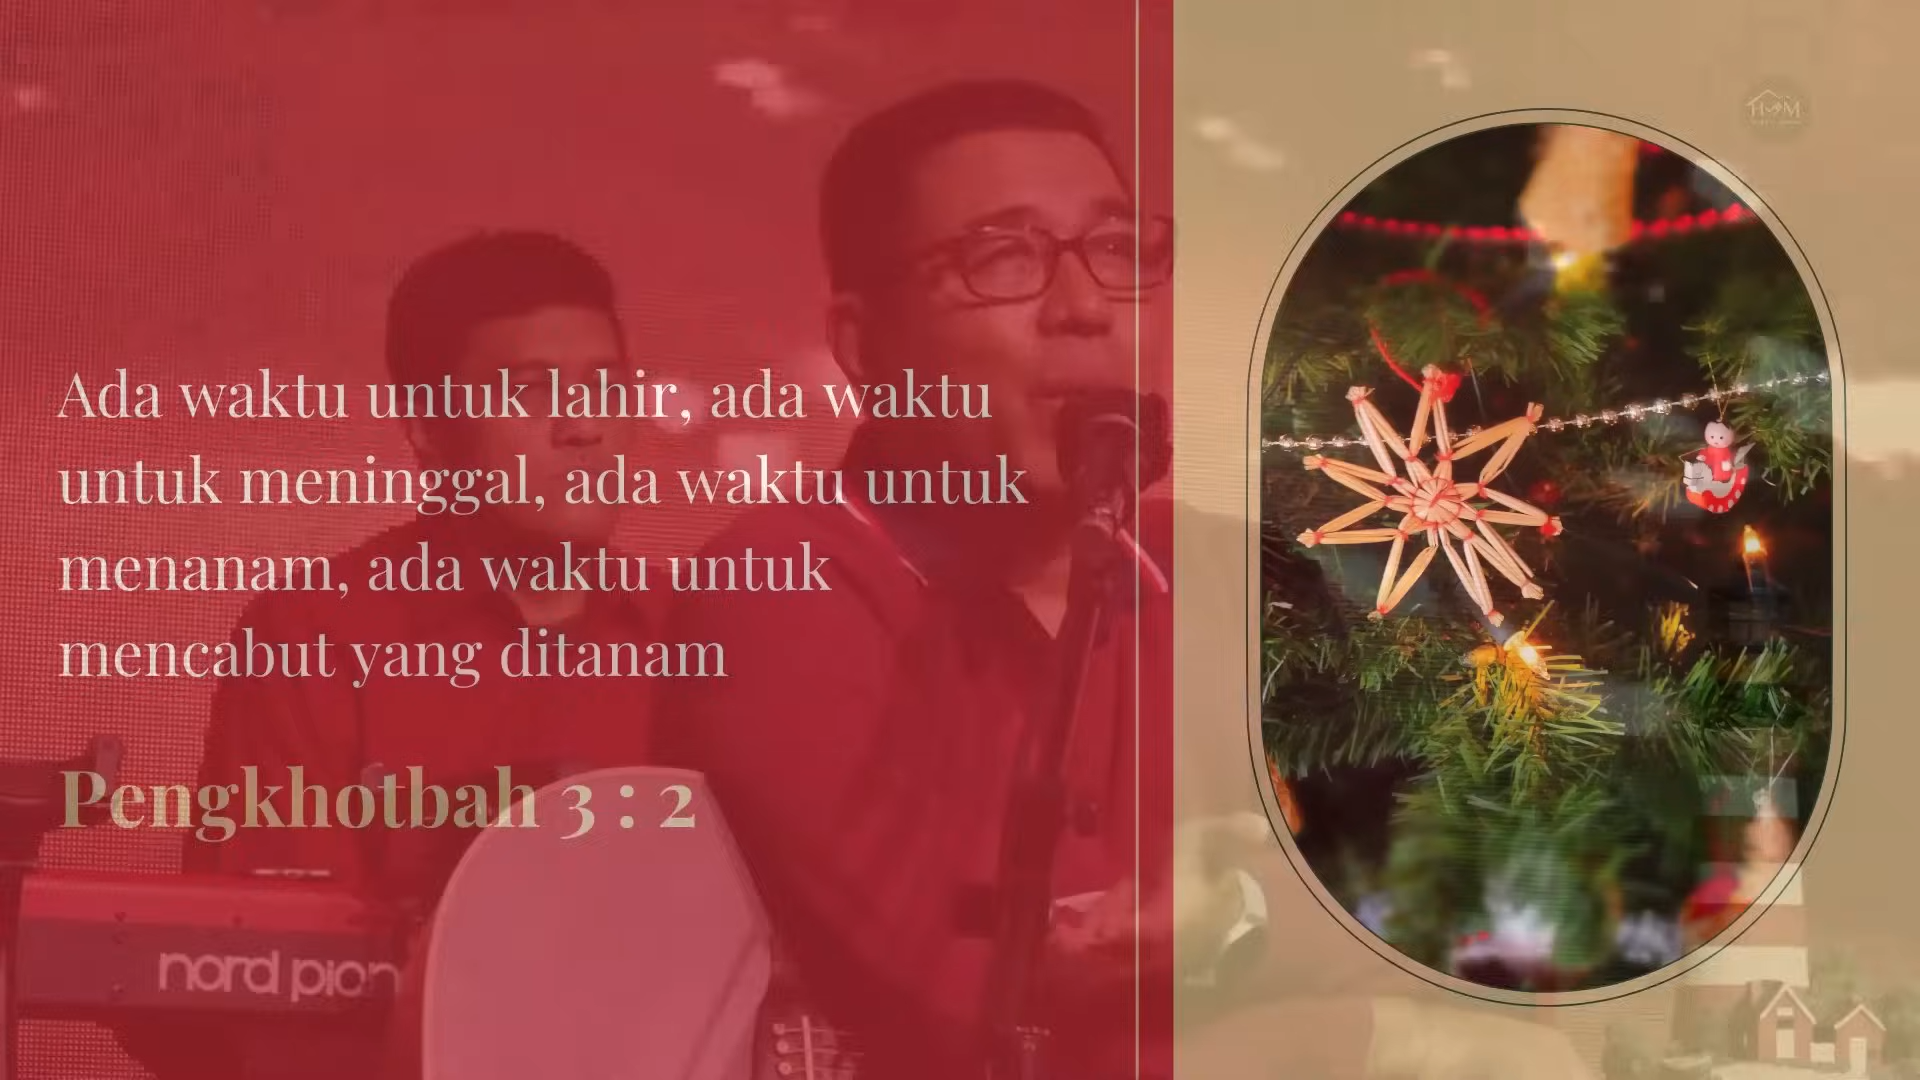 Ada waktu untuk lahir, ada waktu
untuk meninggal, ada waktu untuk
menanam, ada waktu untuk
mencabut yang ditanam
Pengkhotbah 3 : 2
nord
HOM